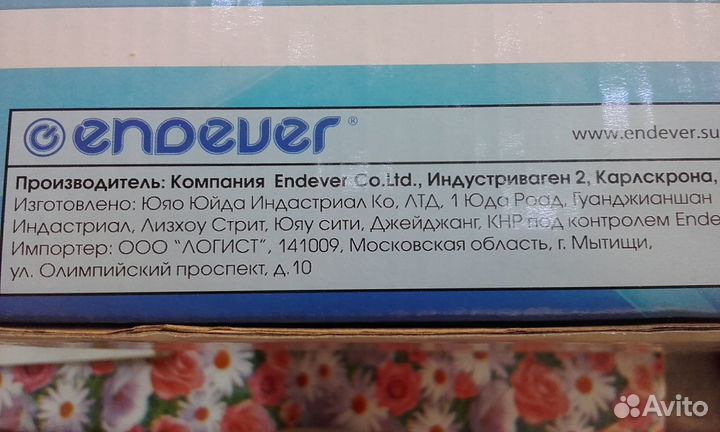 enDever®
www.endever.su
Производитель: Компания Endever Co.Ltd., Индустриваген 2, Карлскрона,
Изготовлено: Юяо Юйда Индастриал Ко, ЛТД, 1 Юда Роад, Гуанджианшан
Индастриал, Лизхоу Стрит, Юяу сити, Джейджанг, КНР под контролем Ende
Импортер: ООО "ЛОГИСТ", 141009, Московская область, г. Мытищи,
ул. Олимпийский проспект, д.10
Avito